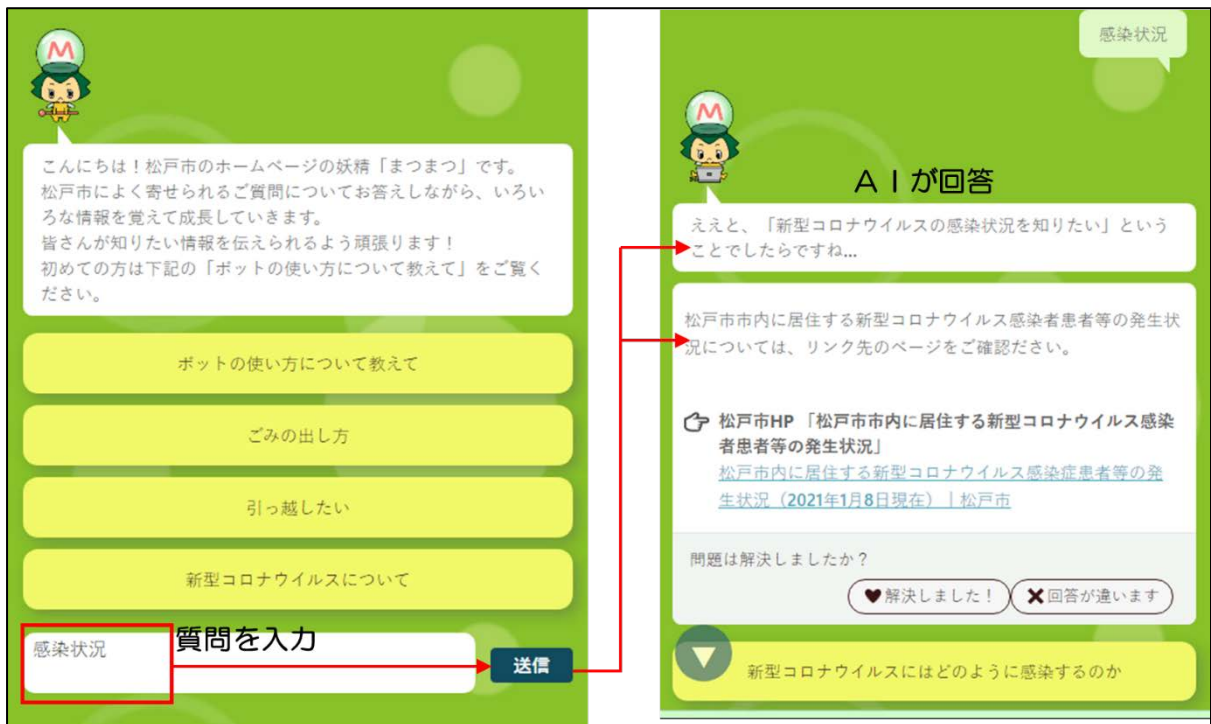 M
こんにちは！松戸市のホームページの妖精「まつまつ」です。
松戸市によく寄せられるご質問についてお答えしながら、いろい
ろな情報を覚えて成長していきます。
皆さんが知りたい情報を伝えられるよう頑張ります！
初めての方は下記の「ボットの使い方について教えて」をご覧く
ださい。
ボットの使い方について教えて
ごみの出し方
引っ越したい
新型コロナウイルスについて
感染状況
質問を入力
送信
感染状況
M
ＡＩが回答
ええと、「新型コロナウイルスの感染状況を知りたい」という
ことでしたらですね...
松戸市市内に居住する新型コロナウイルス感染者患者等の発生状
況については、リンク先のページをご確認ださい。
松戸市HP 「松戸市市内に居住する新型コロナウイルス感染
者患者等の発生状況」
松戸市内に居住する新型コロナウイルス感染症患者等の発
生状況（2021年1月8日現在）｜松戸市
問題は解決しましたか？
解決しました！
回答が違います
新型コロナウイルスにはどのように感染するのか